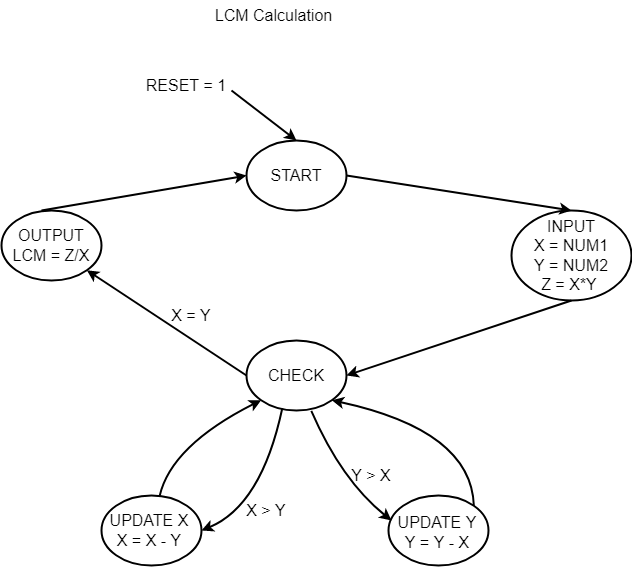 LCM Calculation
RESET = 1
START
OUTPUT
LCM = Z/X
INPUT
X = NUM1
Y = NUM2
Z = X*Y
X = Y
CHECK
Y > X
X > Y
UPDATE X
X = X - Y
UPDATE Y
Y = Y - X